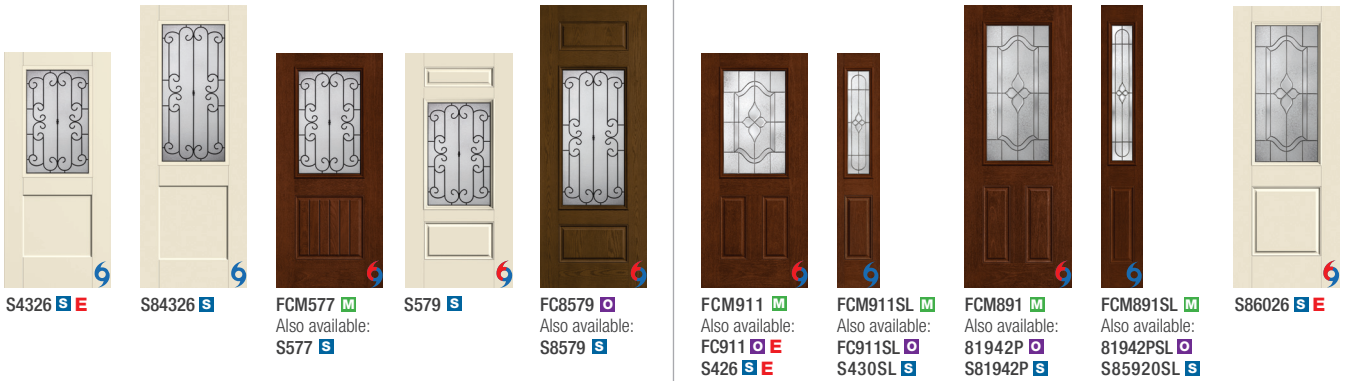 S4326 S E
S84326 S
FCM577 M
Also available:
S577 S
S579 S
FC8579 O
Also available:
S8579 S
FCM911 M
Also available:
FC911 O E
S426 S E
FCM911SL M
Also available:
FC911SL O
S430SL S
FCM891 M
Also available:
81942P O
S81942P S
FCM891SL M
Also available:
81942PSL O
S85920SL S
S86026 S E